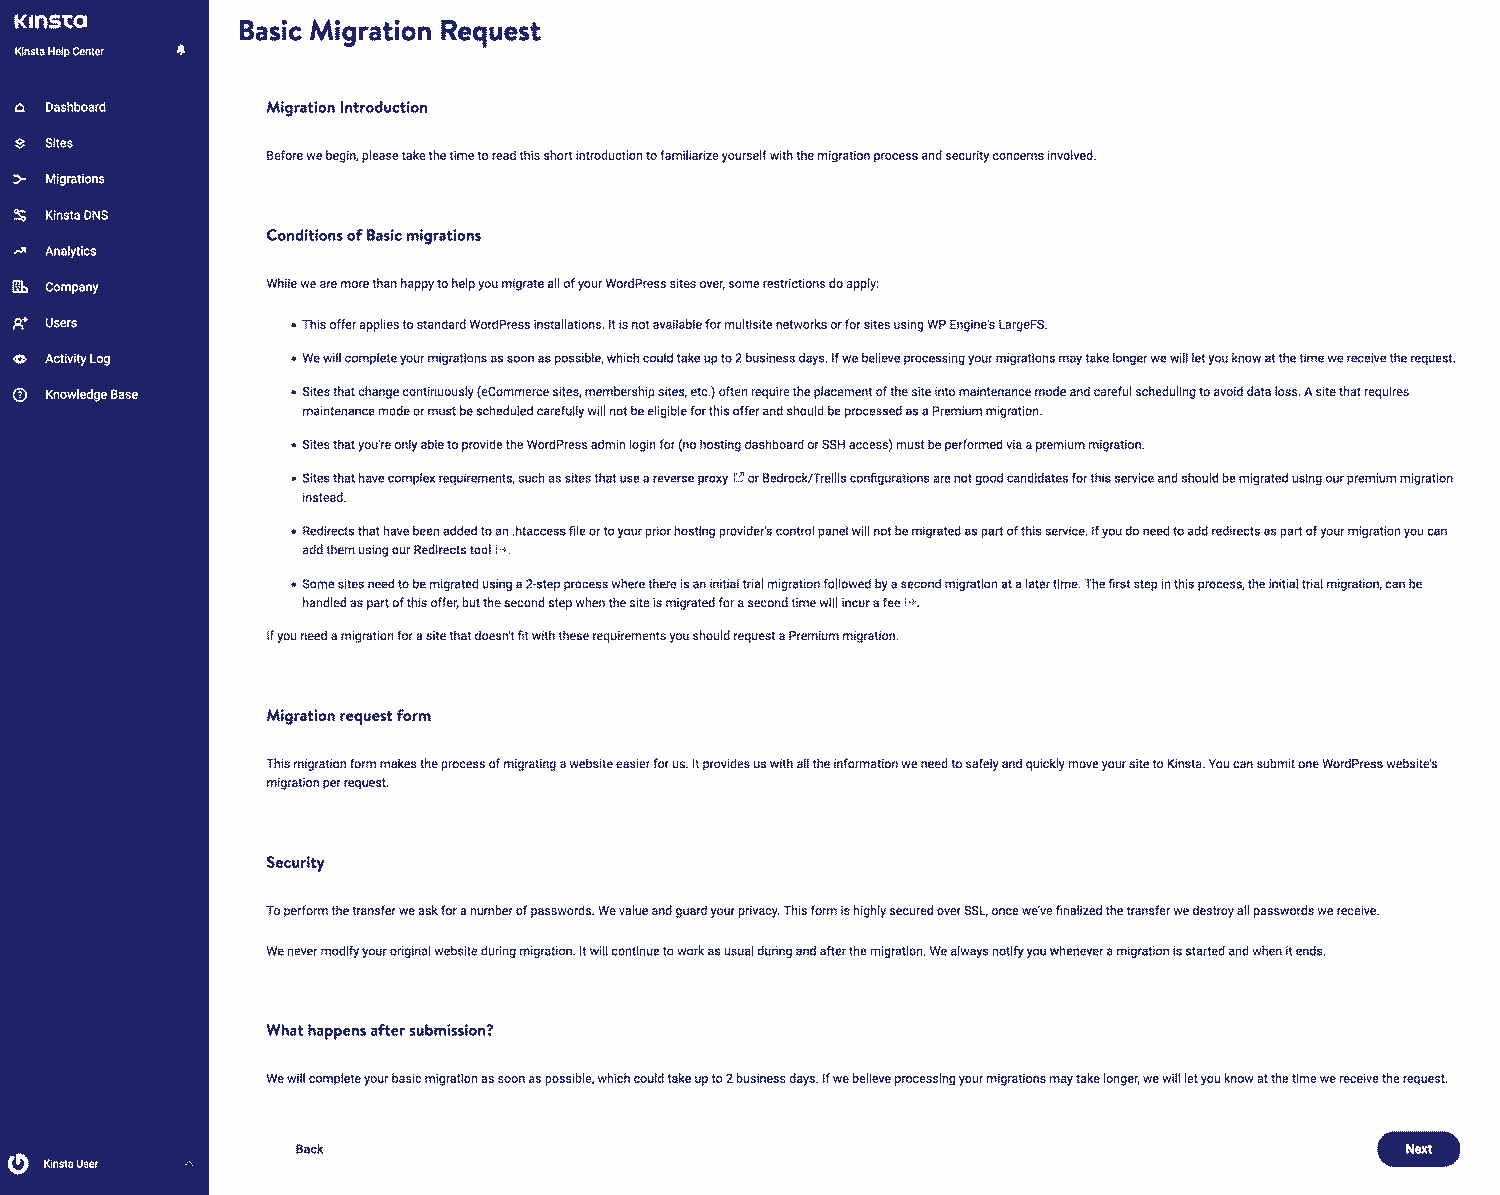 Kinsta
Kinsta Help Center
Dashboard
Sites
Migrations
Kinsta DNS
Analytics
Company
Users
Activity Log
Knowledge Base
Kinsta User
Basic Migration Request
Migration Introduction
Before we begin, please take the time to read this short introduction to familiarize yourself with the migration process and security concerns involved.
Conditions of Basic migrations
While we are more than happy to help you migrate all of your WordPress sites over, some restrictions do apply:
• This offer applies to standard WordPress installations. It is not available for multisite networks or for sites using WP Engine's LargeFS.
• We will complete your migrations as soon as possible, which could take up to 2 business days. If we believe processing your migrations may take longer we will let you know at the time we receive the request.
• Sites that change continuously (eCommerce sites, membership sites, etc.) often require the placement of the site into maintenance mode and careful scheduling to avoid data loss. A site that requires
maintenance mode or must be scheduled carefully will not be eligible for this offer and should be processed as a Premium migration.
• Sites that you're only able to provide the WordPress admin login for (no hosting dashboard or SSH access) must be performed via a premium migration.
• Sites that have complex requirements, such as sites that use a reverse proxy or Bedrock/Trellis configurations are not good candidates for this service and should be migrated using our premium migration
instead.
• Redirects that have been added to an .htaccess file or to your prior hosting provider's control panel will not be migrated as part of this service. If you do need to add redirects as part of your migration you can
add them using our Redirects tool.
• Some sites need to be migrated using a 2-step process where there is an initial trial migration followed by a second migration at a later time. The first step in this process, the initial trial migration, can be
handled as part of this offer, but the second step when the site is migrated for a second time will incur a fee.
If you need a migration for a site that doesn't fit with these requirements you should request a Premium migration.
Migration request form
This migration form makes the process of migrating a website easier for us. It provides us with all the information we need to safely and quickly move your site to Kinsta. You can submit one WordPress website's
migration per request.
Security
To perform the transfer we ask for a number of passwords. We value and guard your privacy. This form is highly secured over SSL, once we've finalized the transfer we destroy all passwords we receive.
We never modify your original website during migration. It will continue to work as usual during and after the migration. We always notify you whenever a migration is started and when it ends.
What happens after submission?
We will complete your basic migration as soon as possible, which could take up to 2 business days. If we believe processing your migrations may take longer, we will let you know at the time we receive the request.
Back
Next